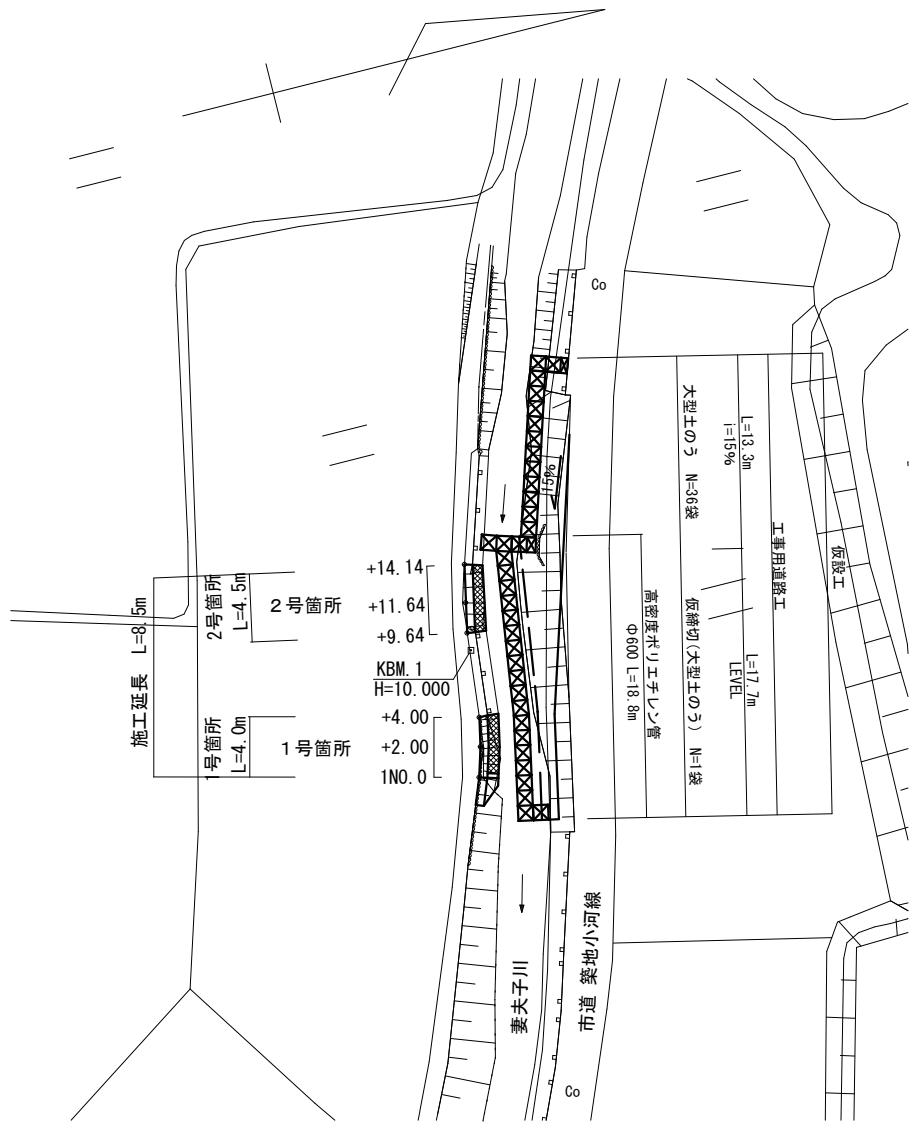 Co
仮設工
工事用道路工
L=13.3m
i=15%
L=17.7m
LEVEL
大型土のう N=36袋
仮締切(大型土のう) N=1袋
高密度ポリエチレン管
Φ600 L=18.8m
15%
施工延長 L=8.5m
2号箇所
L=4.5m
2号箇所
+14.14
+11.64
+9.64
KBM.1
H=10.000
1号箇所
L=4.0m
1号箇所
+4.00
+2.00
1NO.0
妻夫子川
市道 築地小河線
Co